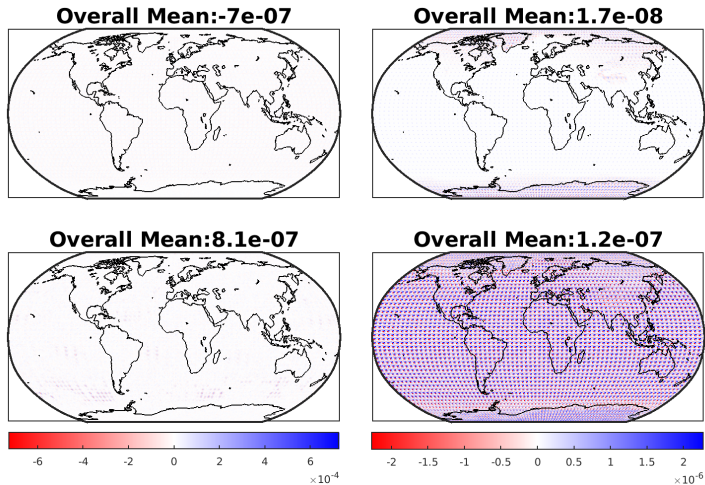 Overall Mean:-7e-07
Overall Mean:1.7e-08
Overall Mean:8.1e-07
Overall Mean:1.2e-07
-6 -4 -2 0 2 4 6
×10-4
-2 -1.5 -1 -0.5 0 0.5 1 1.5 2
×10-6